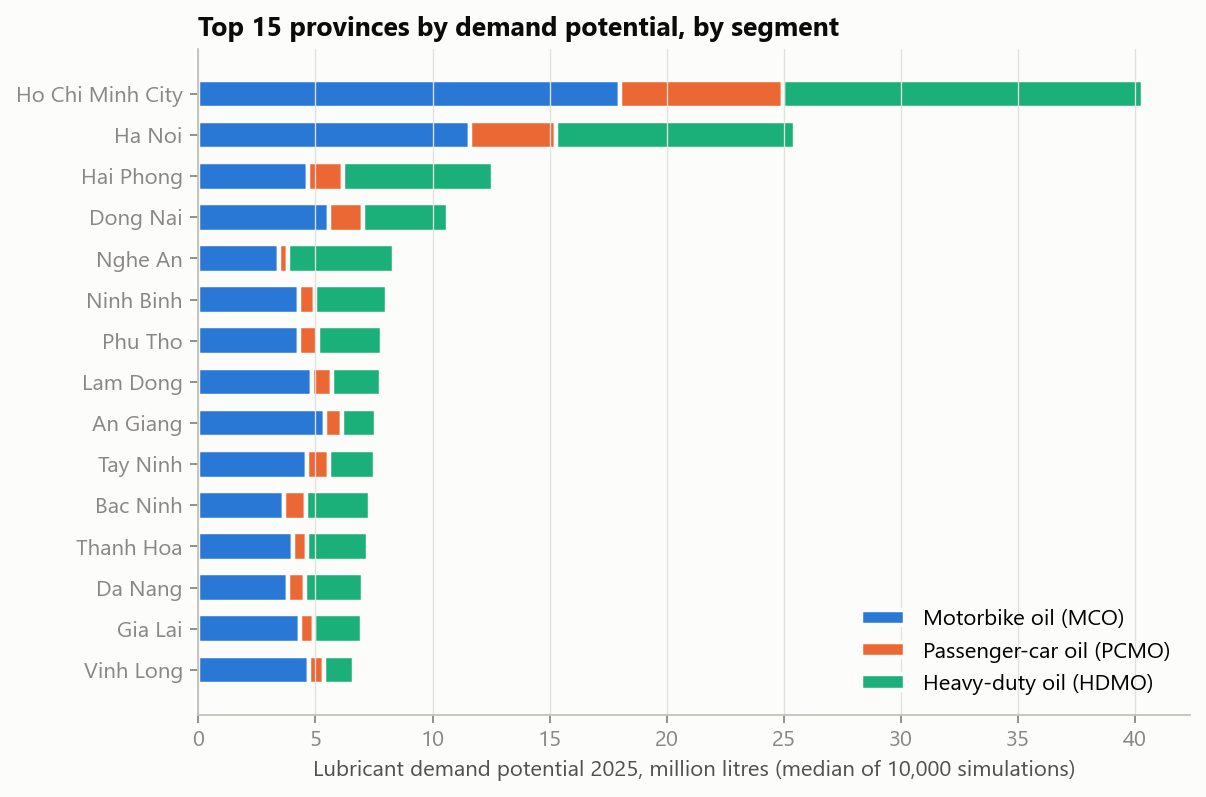 Top 15 provinces by demand potential, by segment
Ho Chi Minh City
Ha Noi
Hai Phong
Dong Nai
Nghe An
Ninh Binh
Phu Tho
Lam Dong
An Giang
Tay Ninh
Bac Ninh
Thanh Hoa
Da Nang
Gia Lai
Vinh Long
Motorbike oil (MCO)
Passenger-car oil (PCMO)
Heavy-duty oil (HDMO)
0 5 10 15 20 25 30 35 40
Lubricant demand potential 2025, million litres (median of 10,000 simulations)